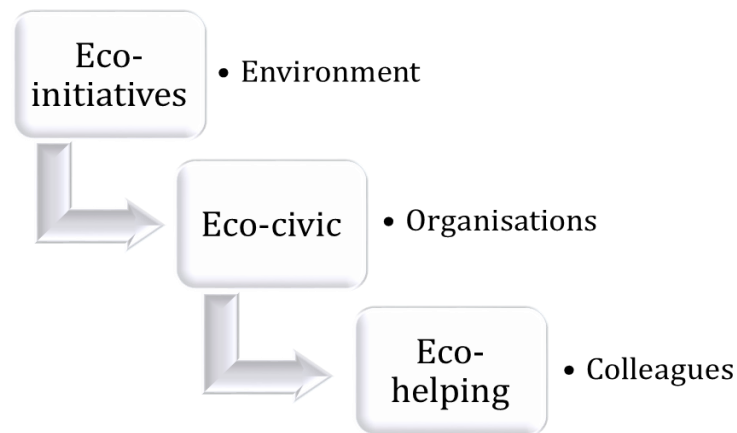 Eco-
initiatives
• Environment
Eco-civic
• Organisations
Eco-
helping
• Colleagues